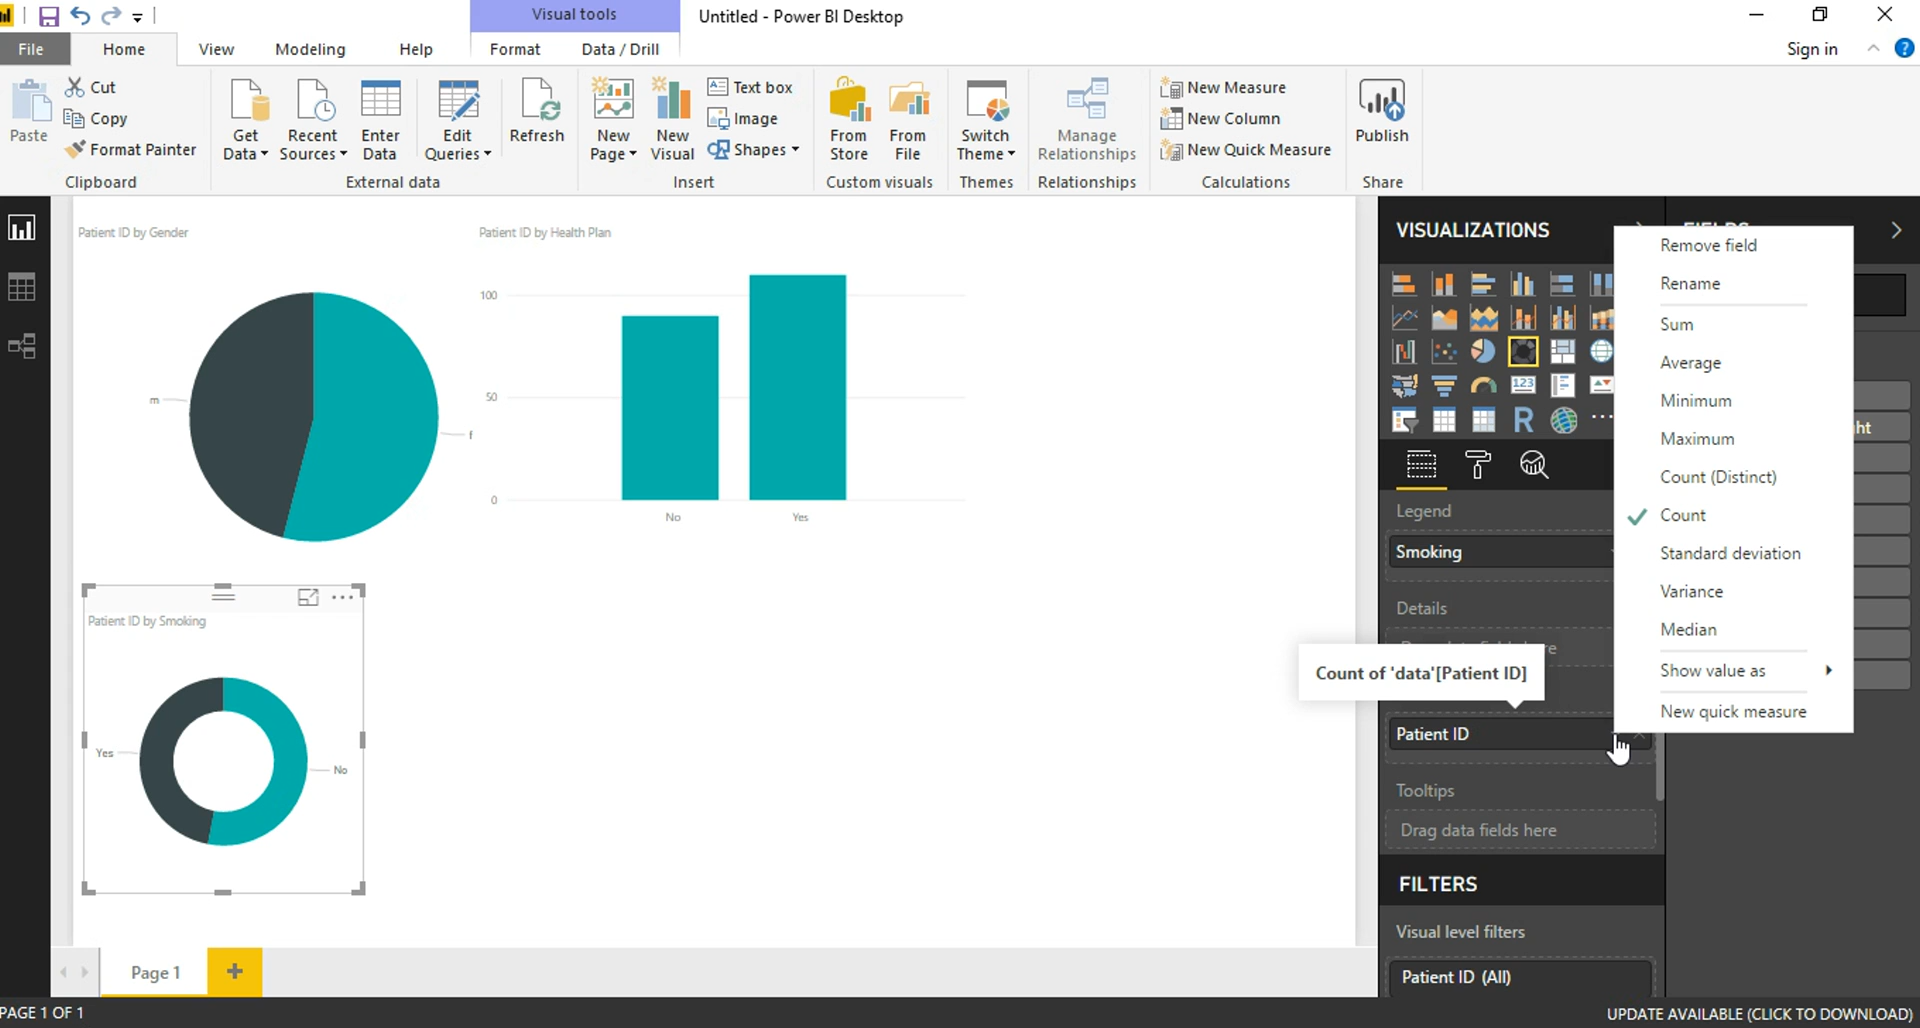 Visual tools
Untitled - Power BI Desktop
File
Home
View
Modeling
Help
Format
Data / Drill
Sign in
?
Paste
Cut
Copy
Format Painter
Clipboard
Get Data
Recent Sources
Enter Data
Edit Queries
Refresh
External data
New Page
New Visual
Text box
Image
Shapes
Insert
From Store
From File
Custom visuals
Switch Theme
Themes
Manage Relationships
Relationships
New Measure
New Column
New Quick Measure
Calculations
Publish
Share
Patient ID by Gender
m
f
Patient ID by Health Plan
100
50
0
No
Yes
Patient ID by Smoking
Yes
No
VISUALIZATIONS
FIELDS
123
R
Legend
Smoking
Details
Count of 'data'[Patient ID]
Patient ID
Tooltips
Drag data fields here
FILTERS
Visual level filters
Patient ID (All)
Remove field
Rename
Sum
Average
Minimum
Maximum
Count (Distinct)
Count
Standard deviation
Variance
Median
Show value as
New quick measure
ht
Page 1
+
PAGE 1 OF 1
UPDATE AVAILABLE (CLICK TO DOWNLOAD)